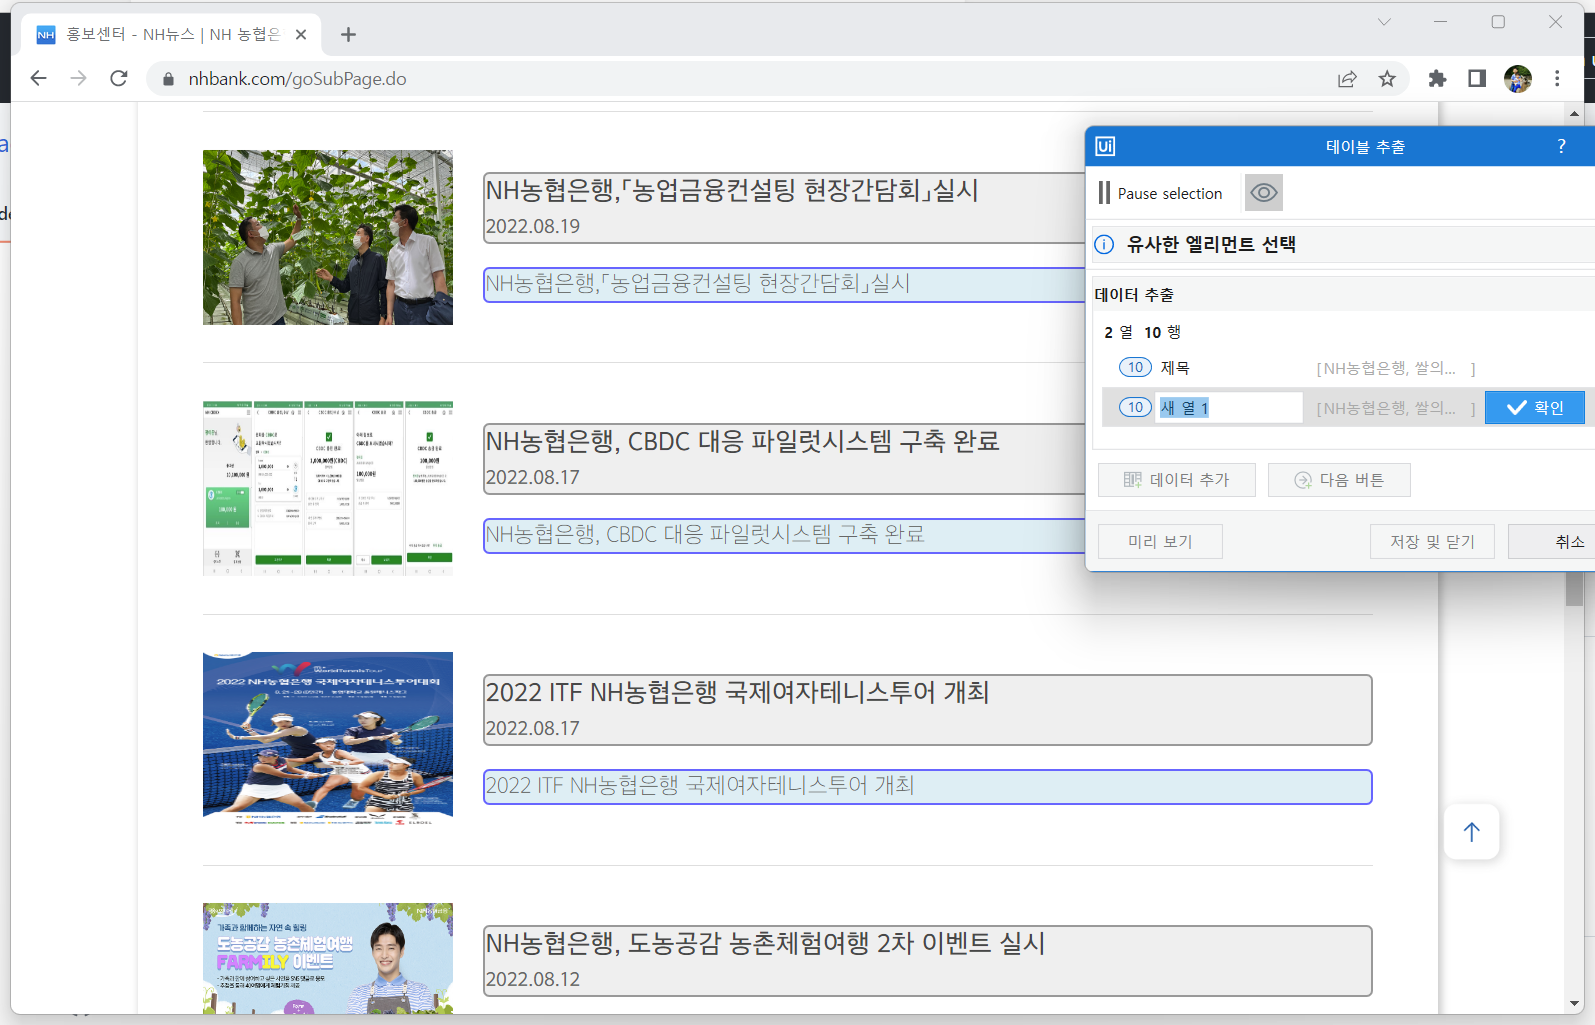 NH 홍보센터 - NH뉴스 | NH 농협은
nhbank.com/goSubPage.do
NH농협은행,「농업금융컨설팅 현장간담회」실시
2022.08.19
NH농협은행,「농업금융컨설팅 현장간담회」실시
NH농협은행, CBDC 대응 파일럿시스템 구축 완료
2022.08.17
NH농협은행, CBDC 대응 파일럿시스템 구축 완료
WorldTennisTour
2022 NH농협은행 국제여자테니스투어대회
2022 ITF NH농협은행 국제여자테니스투어 개최
2022.08.17
2022 ITF NH농협은행 국제여자테니스투어 개최
가족과 함께하는 자연 속 힐링
도농공감 농촌체험여행
FARMILY 이벤트
NH농협은행, 도농공감 농촌체험여행 2차 이벤트 실시
2022.08.12
Ui 테이블 추출 ?
Pause selection
유사한 엘리먼트 선택
데이터 추출
2 열 10 행
10 제목 [NH농협은행, 쌀의... ]
10 새 열 1 [NH농협은행, 쌀의... ] 확인
데이터 추가 다음 버튼
미리 보기 저장 및 닫기 취소